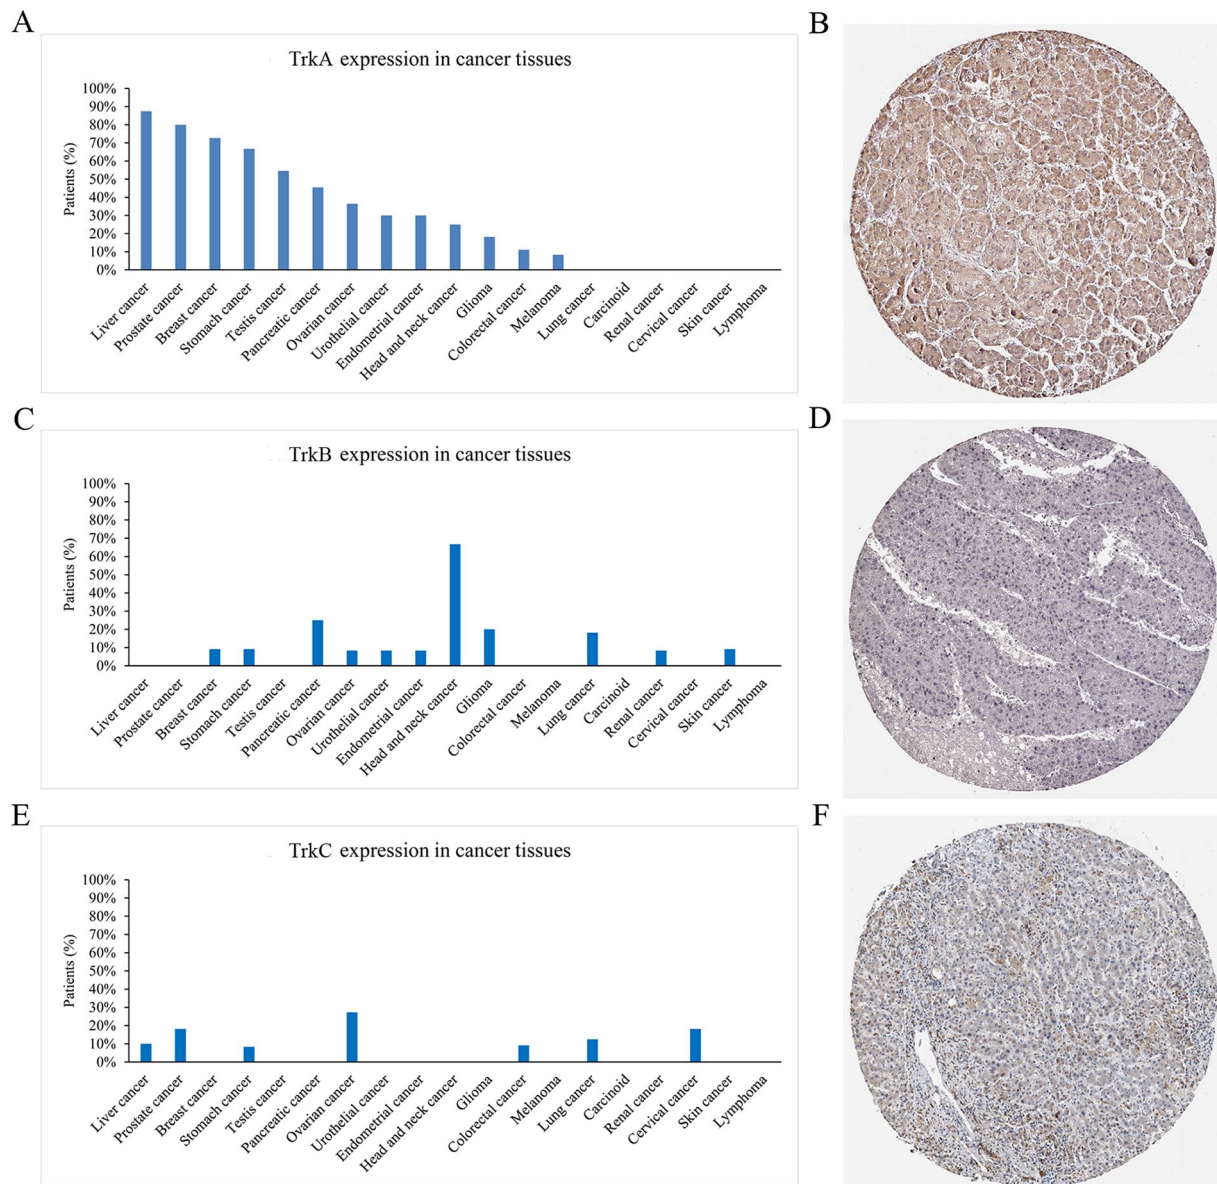 A
TrkA expression in cancer tissues
Patients (%)
100%
90%
80%
70%
60%
50%
40%
30%
20%
10%
0%
Liver cancer
Prostate cancer
Breast cancer
Stomach cancer
Testis cancer
Pancreatic cancer
Ovarian cancer
Urothelial cancer
Endometrial cancer
Head and neck cancer
Glioma
Colorectal cancer
Melanoma
Lung cancer
Carcinoid
Renal cancer
Cervical cancer
Skin cancer
Lymphoma
B
C
TrkB expression in cancer tissues
Patients (%)
100%
90%
80%
70%
60%
50%
40%
30%
20%
10%
0%
Liver cancer
Prostate cancer
Breast cancer
Stomach cancer
Testis cancer
Pancreatic cancer
Ovarian cancer
Urothelial cancer
Endometrial cancer
Head and neck cancer
Glioma
Colorectal cancer
Melanoma
Lung cancer
Carcinoid
Renal cancer
Cervical cancer
Skin cancer
Lymphoma
D
E
TrkC expression in cancer tissues
Patients (%)
100%
90%
80%
70%
60%
50%
40%
30%
20%
10%
0%
Liver cancer
Prostate cancer
Breast cancer
Stomach cancer
Testis cancer
Pancreatic cancer
Ovarian cancer
Urothelial cancer
Endometrial cancer
Head and neck cancer
Glioma
Colorectal cancer
Melanoma
Lung cancer
Carcinoid
Renal cancer
Cervical cancer
Skin cancer
Lymphoma
F